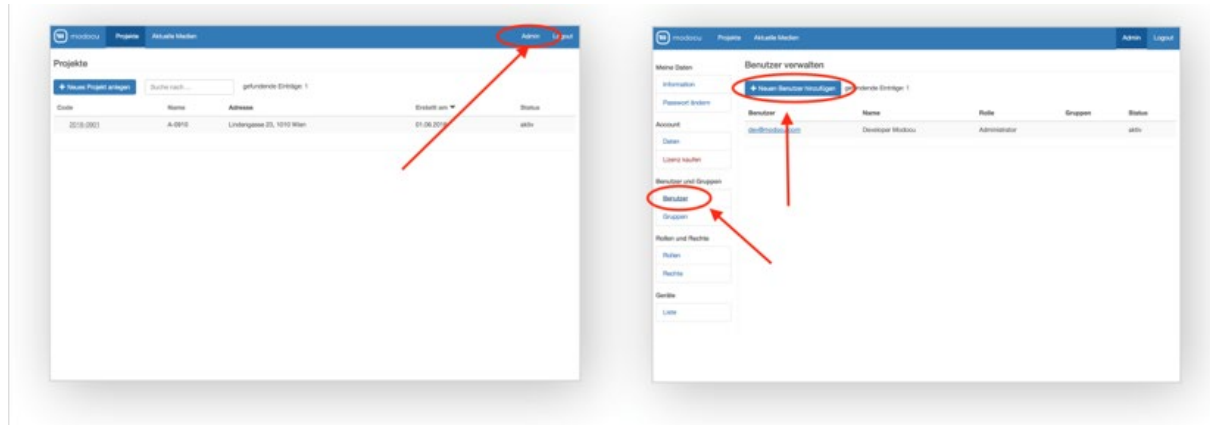 modocu Projekte Aktuelle Medien Admin Logout
Projekte
+ Neues Projekt anlegen Suche nach ... gefundende Einträge: 1
Code Name Adresse Erstellt am Status
2018-0901 A-0910 Lindengasse 23, 1010 Wien 01.08.2018 aktiv
modocu Projekte Aktuelle Medien Admin Logout
Meine Daten
Information
Passwort ändern
Account
Daten
Lizenz kaufen
Benutzer und Gruppen
Benutzer
Gruppen
Rollen und Rechte
Rollen
Rechte
Geräte
Liste
Benutzer verwalten
+ Neuen Benutzer hinzufügen gefundende Einträge: 1
Benutzer Name Rolle Gruppen Status
dev@modocu.com Developer Modocu Administrator aktiv